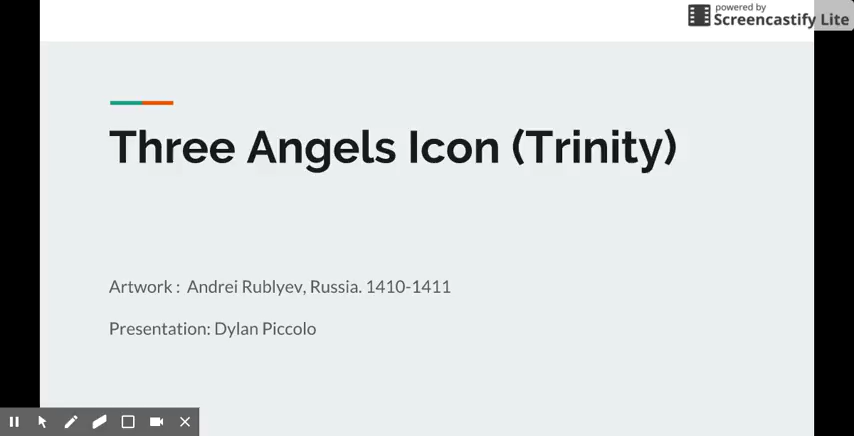 powered by
Screencastify Lite
Three Angels Icon (Trinity)
Artwork : Andrei Rublyev, Russia. 1410-1411
Presentation: Dylan Piccolo